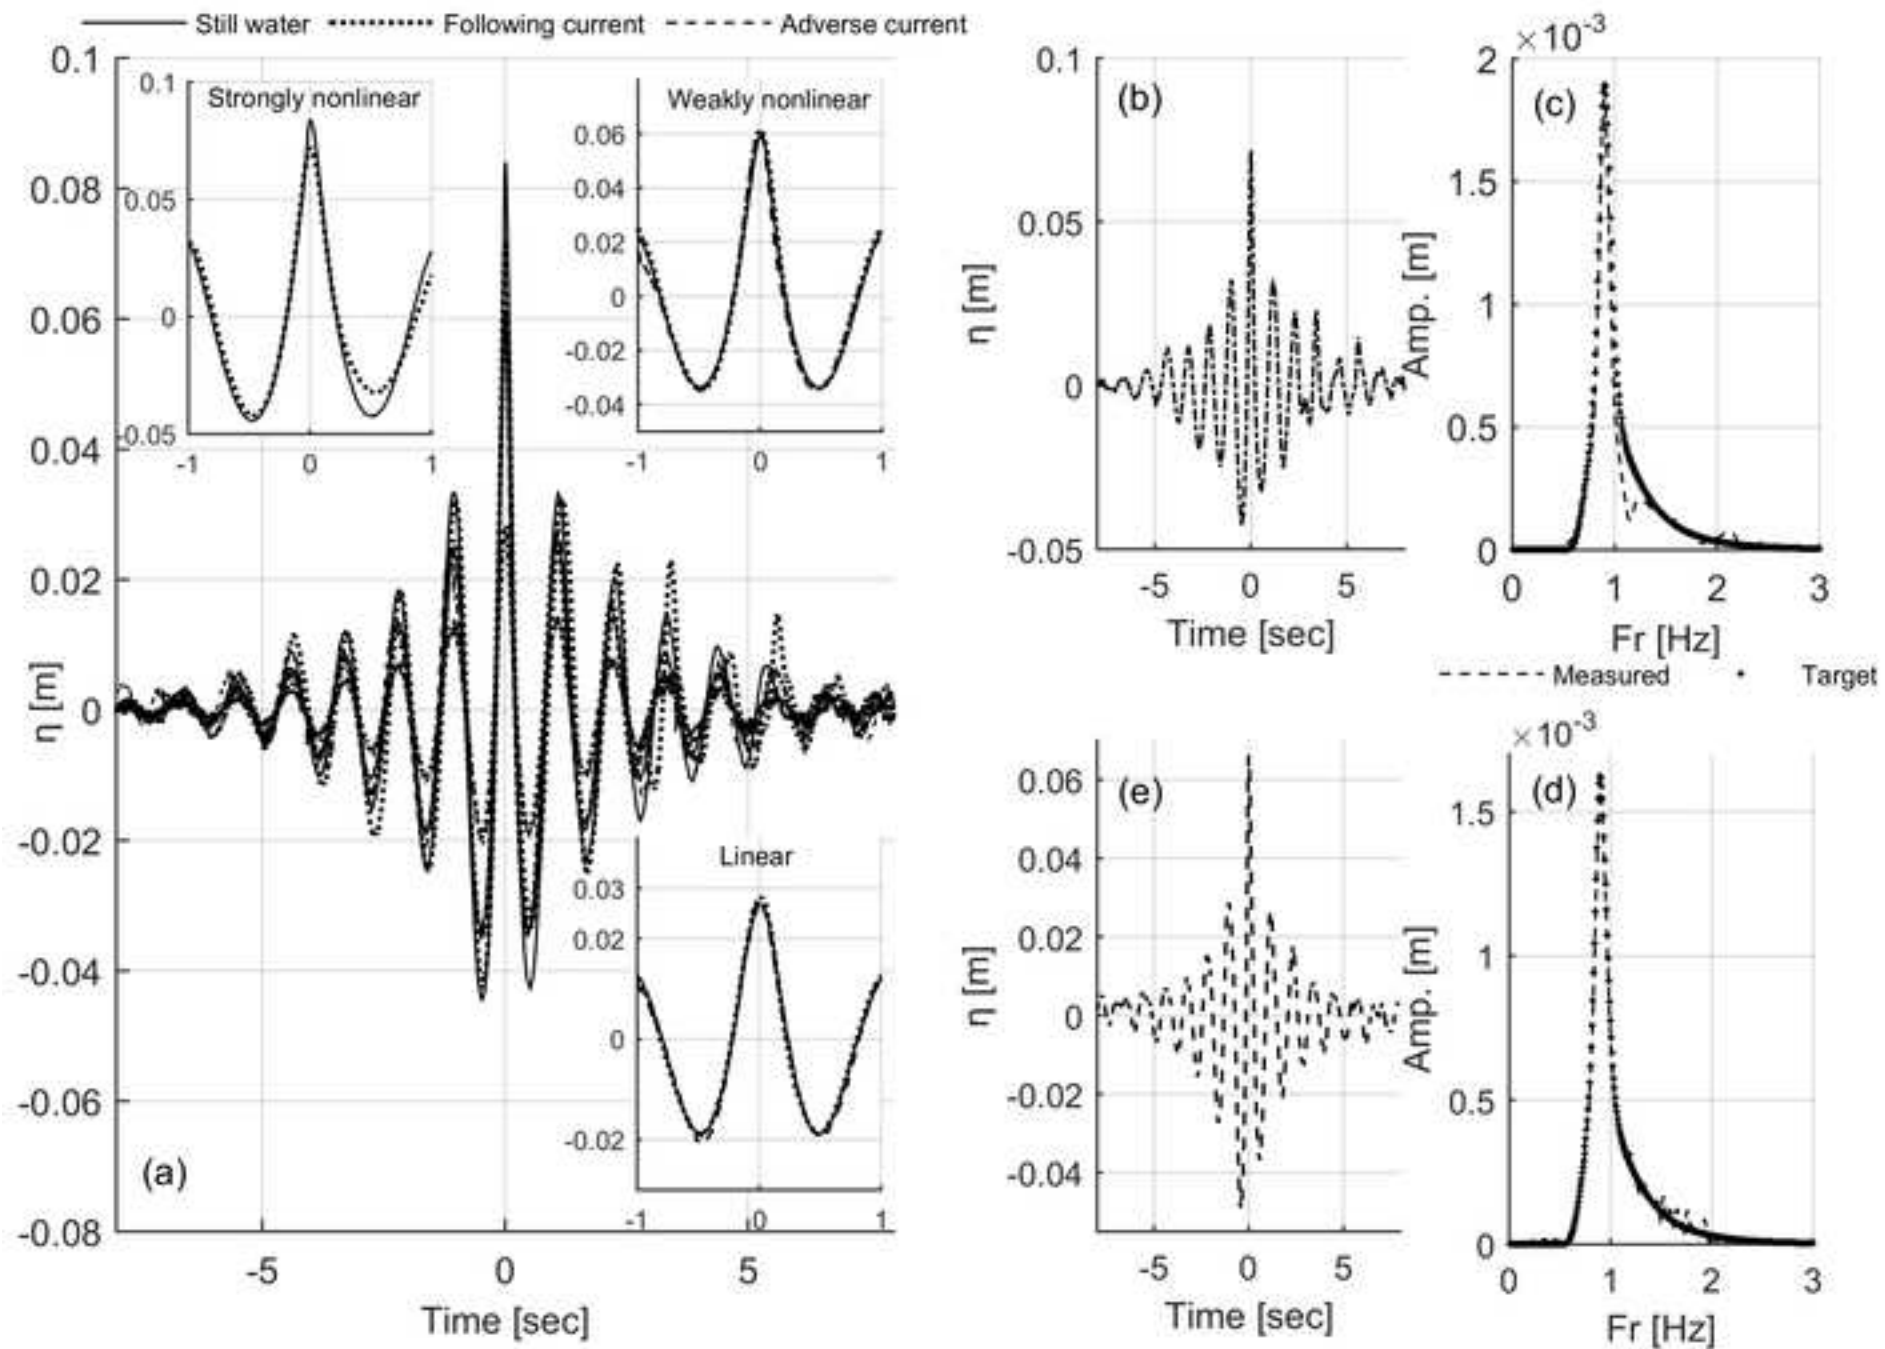 Still water Following current Adverse current
0.1
0.08
0.06
0.04
0.02
0
-0.02
-0.04
-0.06
-0.08
η [m]
-5 0 5
Time [sec]
(a)
Strongly nonlinear
0.1
0.05
0
-0.05
-1 0 1
Weakly nonlinear
0.06
0.04
0.02
0
-0.02
-0.04
-1 0 1
Linear
0.03
0.02
0
-0.02
-1 0 1
(b)
0.1
0.05
0
-0.05
η [m]
-5 0 5
Time [sec]
×10-3
(c)
2
1.5
1
0.5
0
Amp. [m]
0 1 2 3
Fr [Hz]
Measured Target
(e)
0.06
0.04
0.02
0
-0.02
-0.04
η [m]
-5 0 5
Time [sec]
×10-3
(d)
1.5
1
0.5
0
Amp. [m]
0 1 2 3
Fr [Hz]